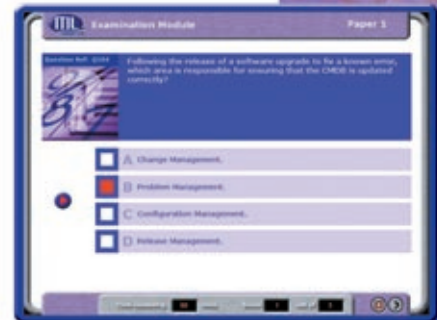 ITIL Examination Module Paper 1
Following the release of a software upgrade to fix a known error,
which area is responsible for ensuring that the CMDB is updated
correctly?
A Change Management.
B Problem Management.
C Configuration Management.
D Release Management.